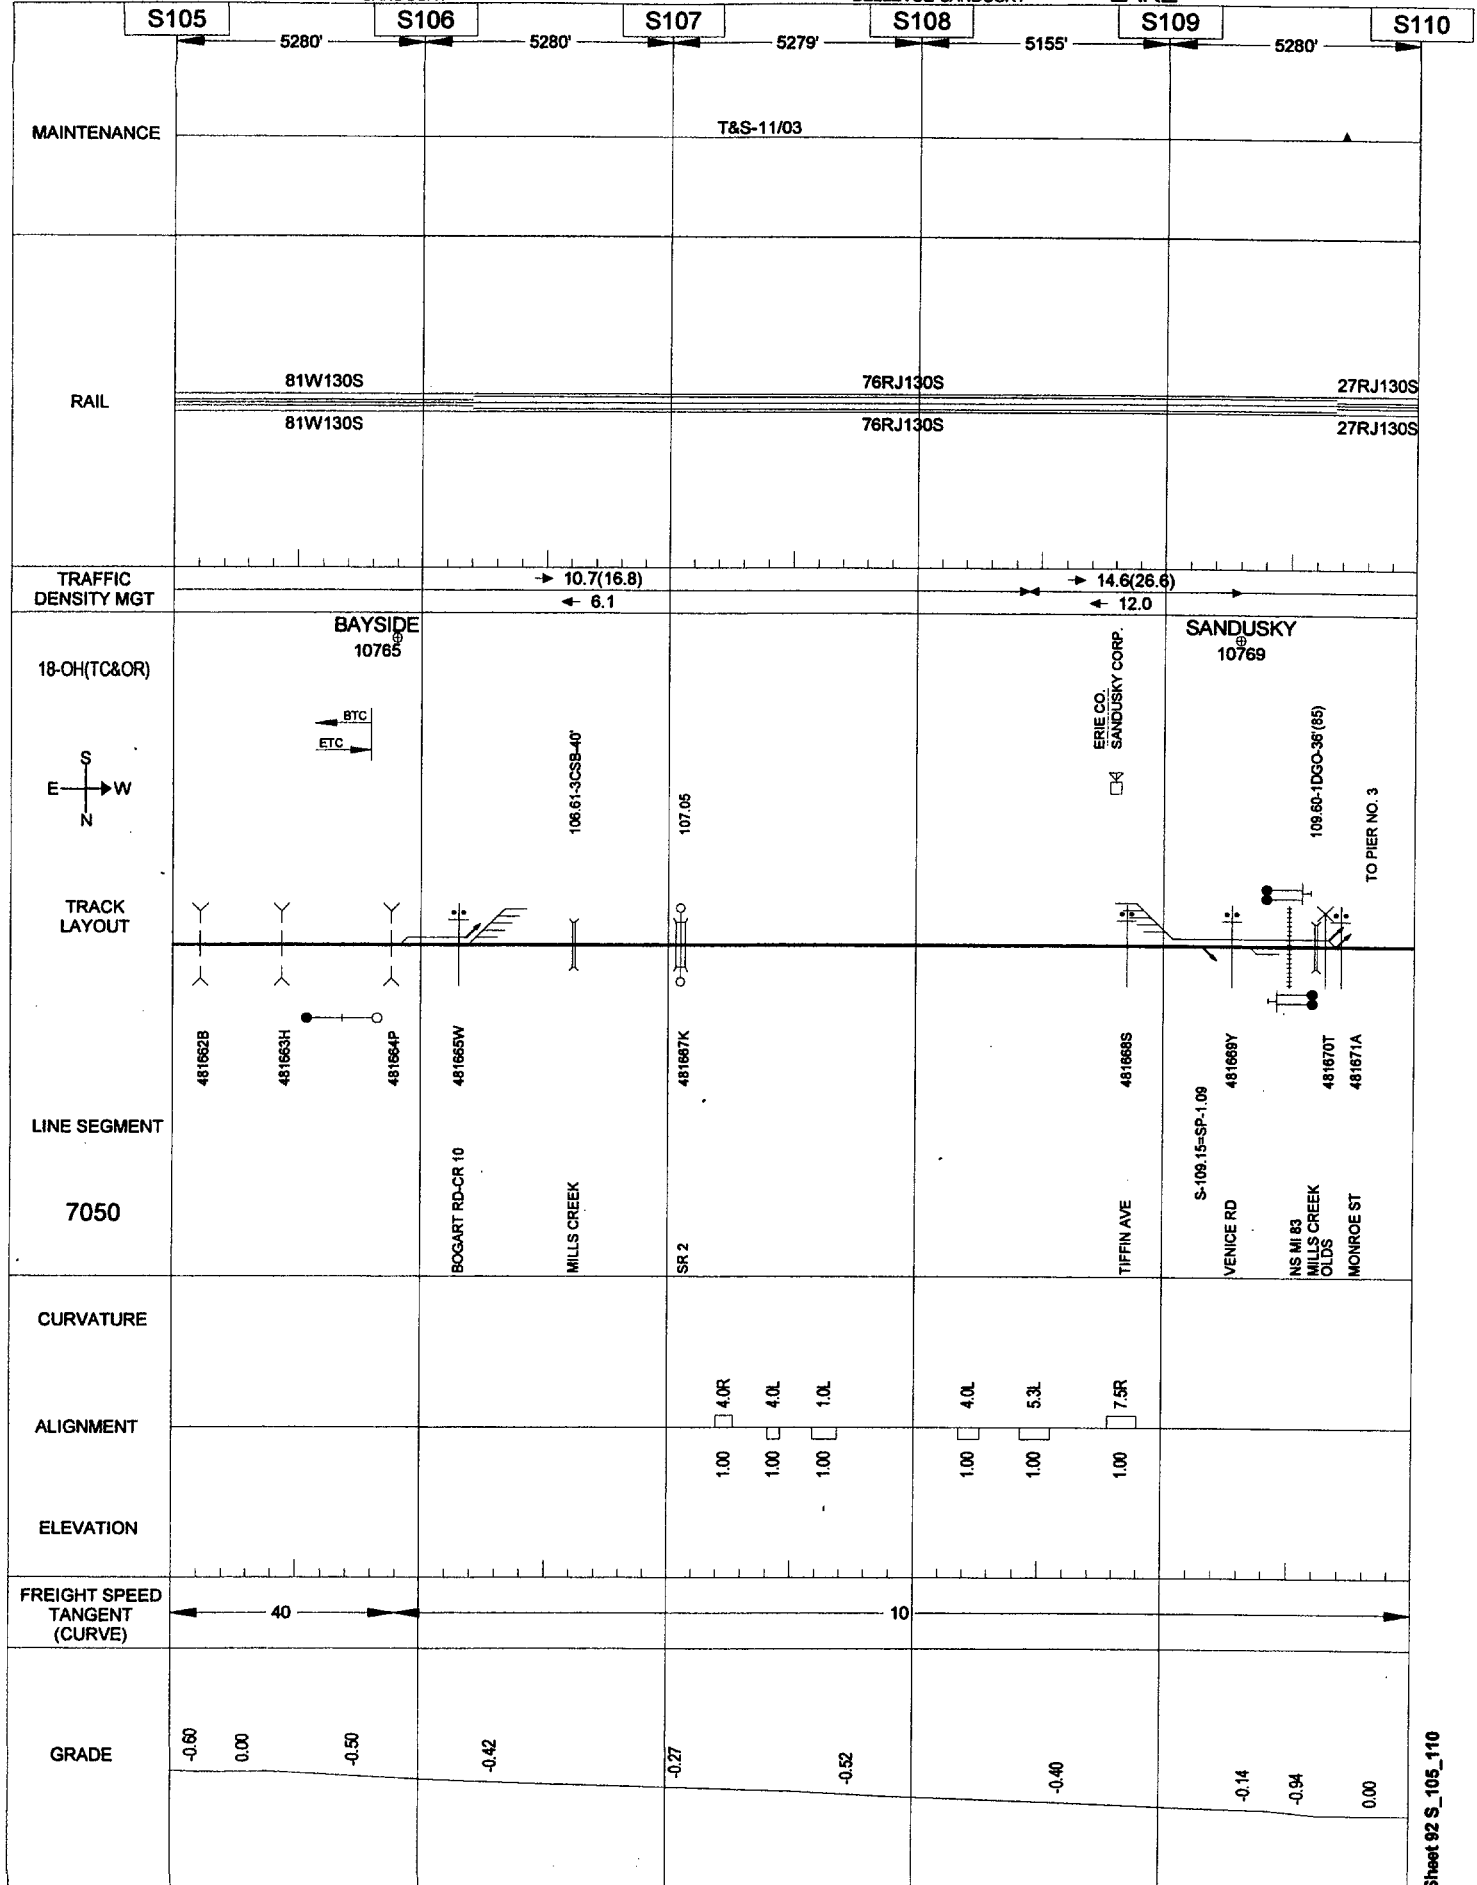 S105 S106 S107 S108 S109 S110
5280' 5280' 5279' 5155' 5280'
MAINTENANCE
T&S-11/03
RAIL
81W130S 76RJ130S 27RJ130S
81W130S 76RJ130S 27RJ130S
TRAFFIC
DENSITY MGT
10.7(16.8) 14.6(26.6)
6.1 12.0
BAYSIDE SANDUSKY
10765 10769
18-OH(TC&OR)
BTC
ETC
S
E W
N
106.61-3CSB-40'
107.05
ERIE CO.
SANDUSKY CORP.
109.60-1DGO-36'(85)
TO PIER NO. 3
TRACK
LAYOUT
481662B
481663H
481664P
481665W
481667K
481668S
481669Y
481670T
481671A
LINE SEGMENT
7050
BOGART RD-CR 10
MILLS CREEK
SR 2
TIFFIN AVE
S-109.15=SP-1.09
VENICE RD
NS MI 83
MILLS CREEK
OLDS
MONROE ST
CURVATURE
4.0R 4.0L 1.0L 4.0L 5.3L 7.5R
ALIGNMENT
1.00 1.00 1.00 1.00 1.00 1.00
ELEVATION
FREIGHT SPEED
TANGENT
(CURVE)
40 10
GRADE
-0.60 0.00 -0.50 -0.42 -0.27 -0.52 -0.40 -0.14 -0.94 0.00
Sheet 92 S_105_110